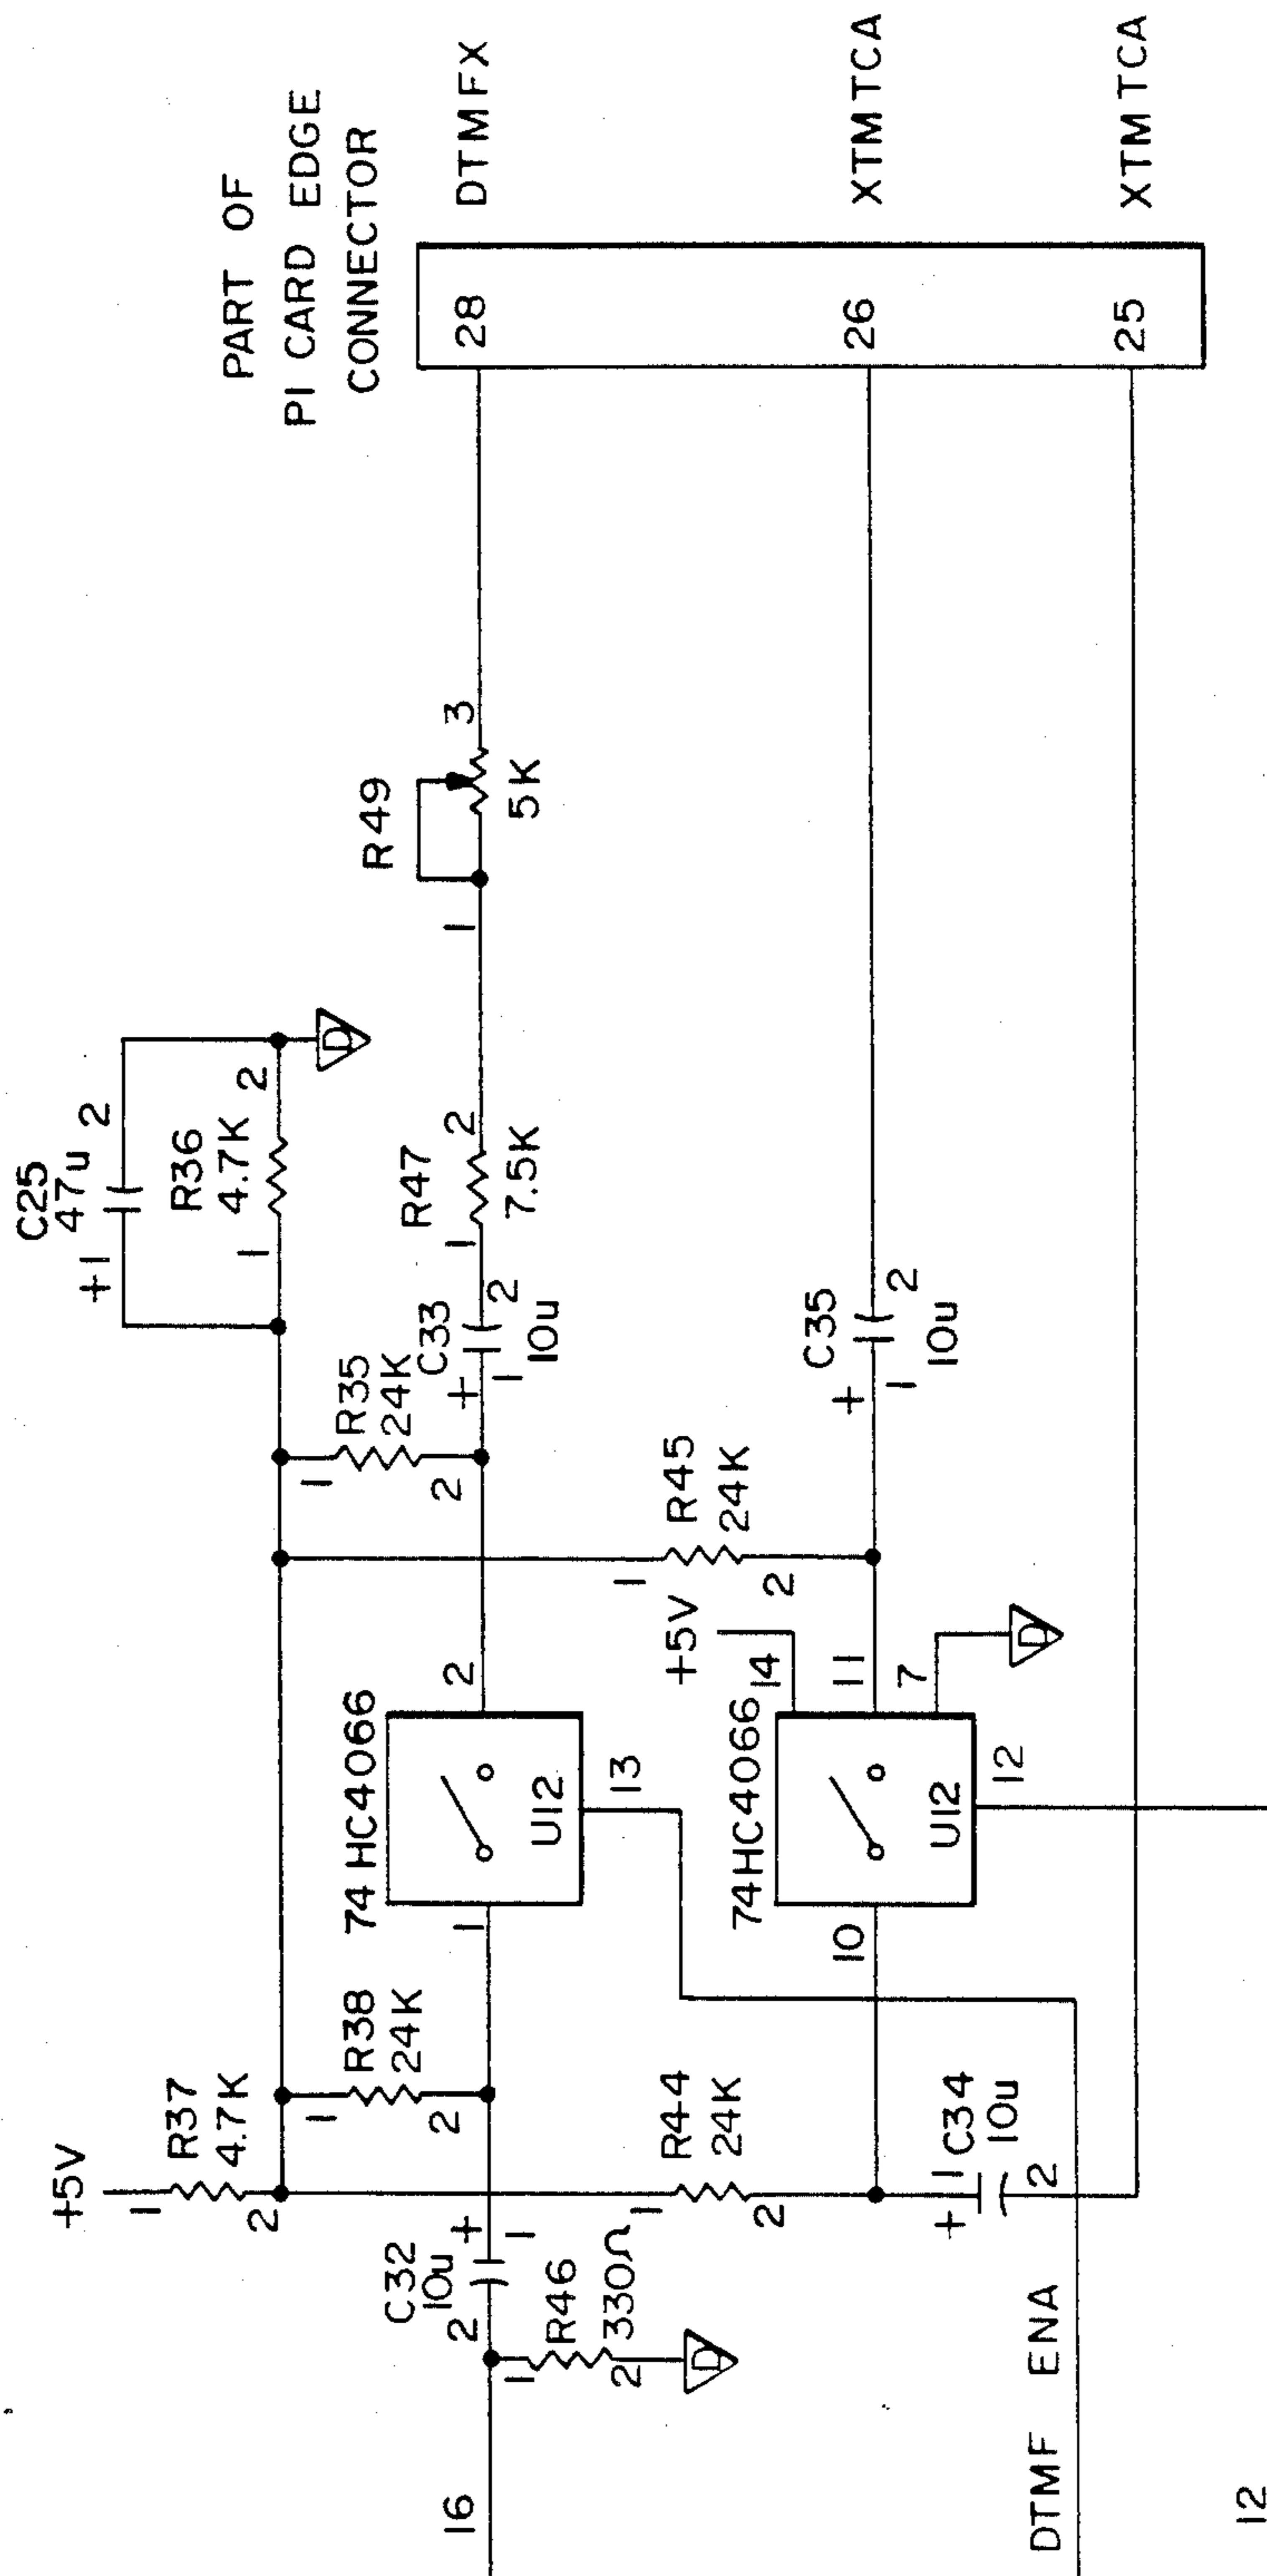 PART OF
PI CARD EDGE
CONNECTOR
DTMFX
28
XTMTCA
26
XTMTCA
25
C25
47u
+1
2
R36
4.7K
1
2
D
R49
1
3
5K
R47
1
2
7.5K
C33
+
1
2
10u
R35
24K
1
2
R45
24K
1
2
C35
+
1
2
10u
74HC4066
1
2
U12
13
+5V
14
74HC4066
10
11
7
D
U12
12
+5V
R37
4.7K
1
2
R38
24K
1
2
R44
24K
1
2
C34
10u
+
1
2
C32
10u
+
1
2
R46
330Ω
1
2
D
16
DTMF ENA
12